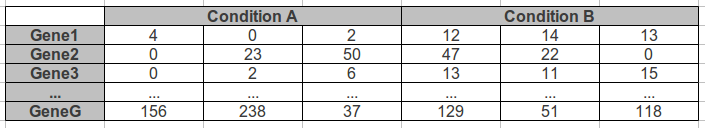 Condition A Condition B
Gene1 4 0 2 12 14 13
Gene2 0 23 50 47 22 0
Gene3 0 2 6 13 11 15
... ... ... ... ... ... ...
GeneG 156 238 37 129 51 118